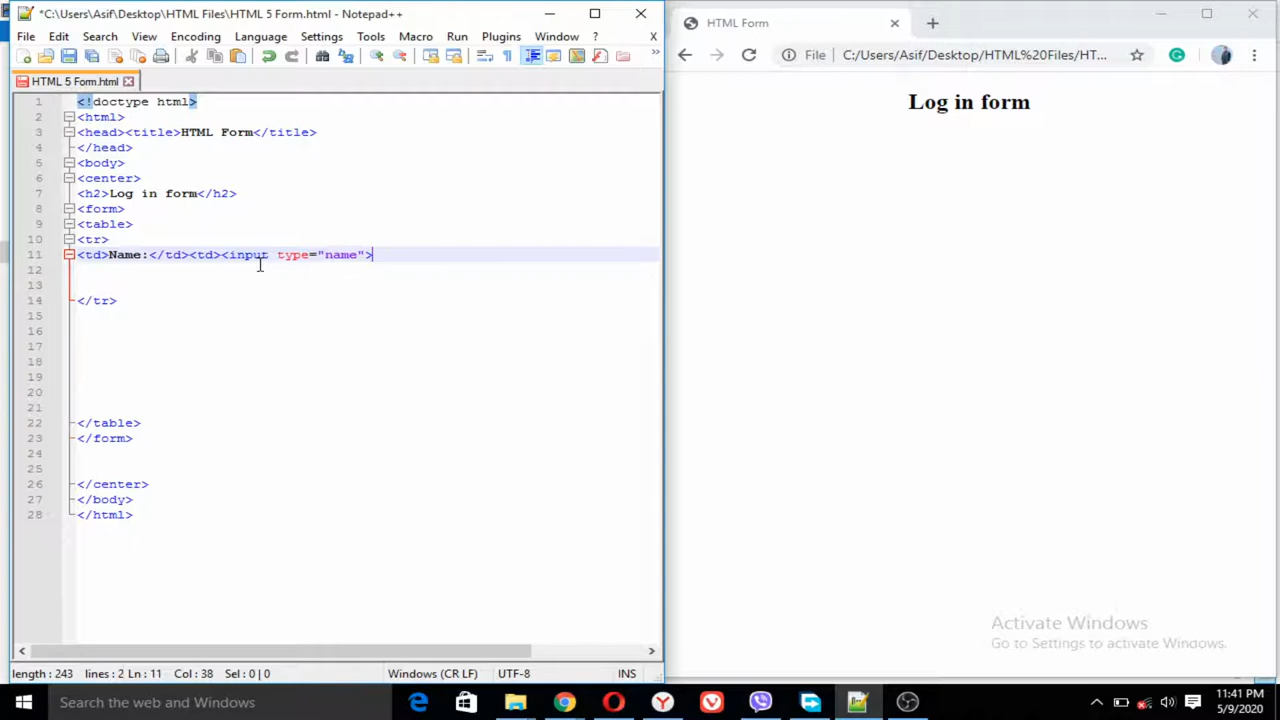 *C:\Users\Asif\Desktop\HTML Files\HTML 5 Form.html - Notepad++
File Edit Search View Encoding Language Settings Tools Macro Run Plugins Window ? X
HTML 5 Form.html
1 <!doctype html>
2 <html>
3 <head><title>HTML Form</title>
4 </head>
5 <body>
6 <center>
7 <h2>Log in form</h2>
8 <form>
9 <table>
10 <tr>
11 <td>Name:</td><td><input type="name">
12
13
14 </tr>
15
16
17
18
19
20
21
22 </table>
23 </form>
24
25
26 </center>
27 </body>
28 </html>
length : 243 lines : 2 Ln : 11 Col : 38 Sel : 0 | 0 Windows (CR LF) UTF-8 INS
HTML Form
File C:/Users/Asif/Desktop/HTML%20Files/HT...
Log in form
Activate Windows
Go to Settings to activate Windows.
Search the web and Windows
11:41 PM
5/9/2020